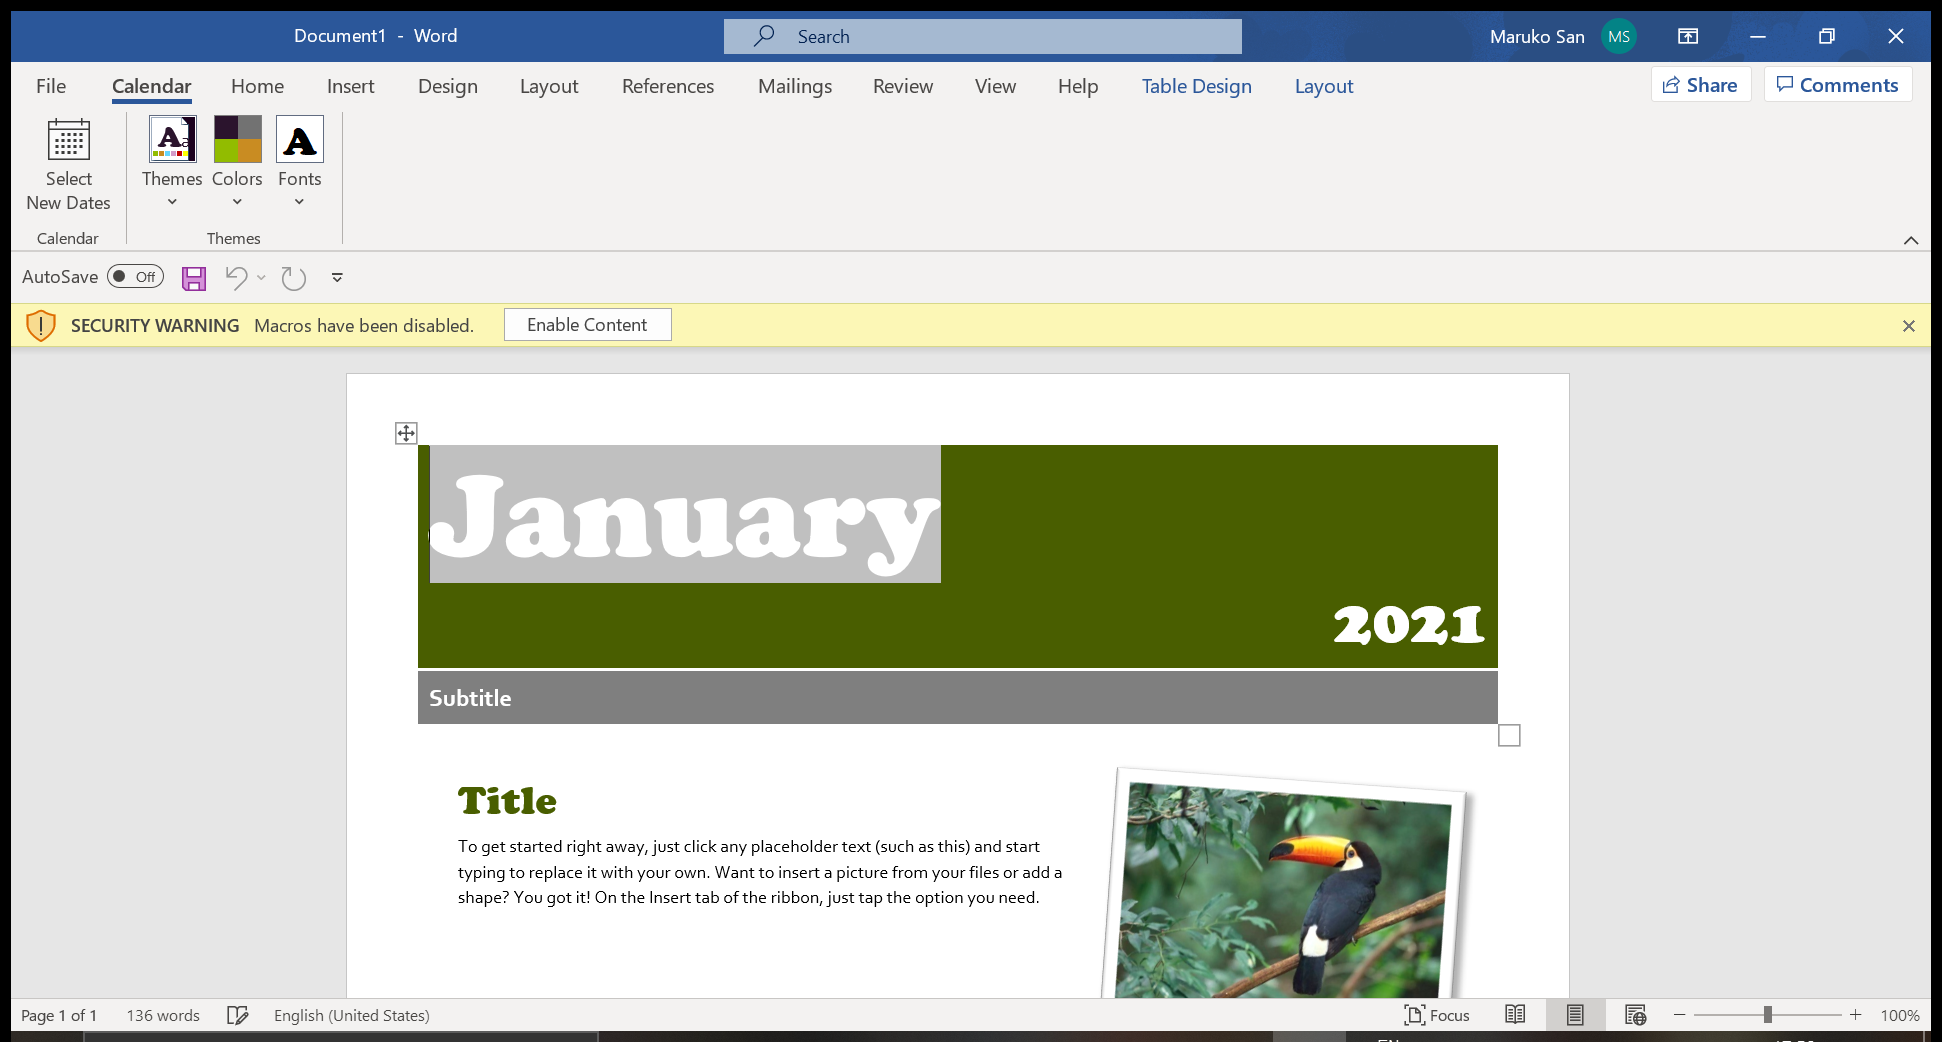 Document1 - Word
Search
Maruko San
MS
File Calendar Home Insert Design Layout References Mailings Review View Help Table Design Layout
Share
Comments
Select
New Dates
Themes Colors Fonts
Calendar
Themes
AutoSave Off
SECURITY WARNING Macros have been disabled. Enable Content
January
2021
Subtitle
Title
To get started right away, just click any placeholder text (such as this) and start
typing to replace it with your own. Want to insert a picture from your files or add a
shape? You got it! On the Insert tab of the ribbon, just tap the option you need.
Page 1 of 1 136 words English (United States) Focus 100%